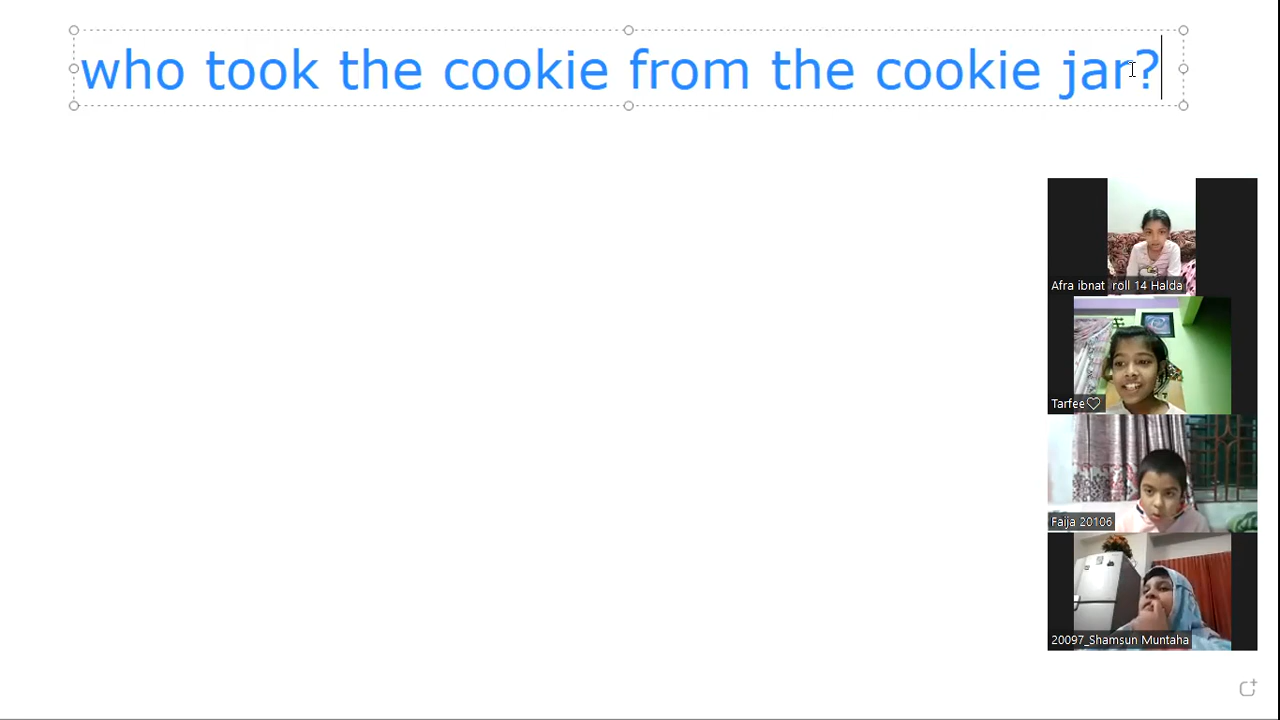 who took the cookie from the cookie jar?
Afra ibnat roll 14 Halda
Tarfee♡
Faija 20106
20097_Shamsun Muntaha